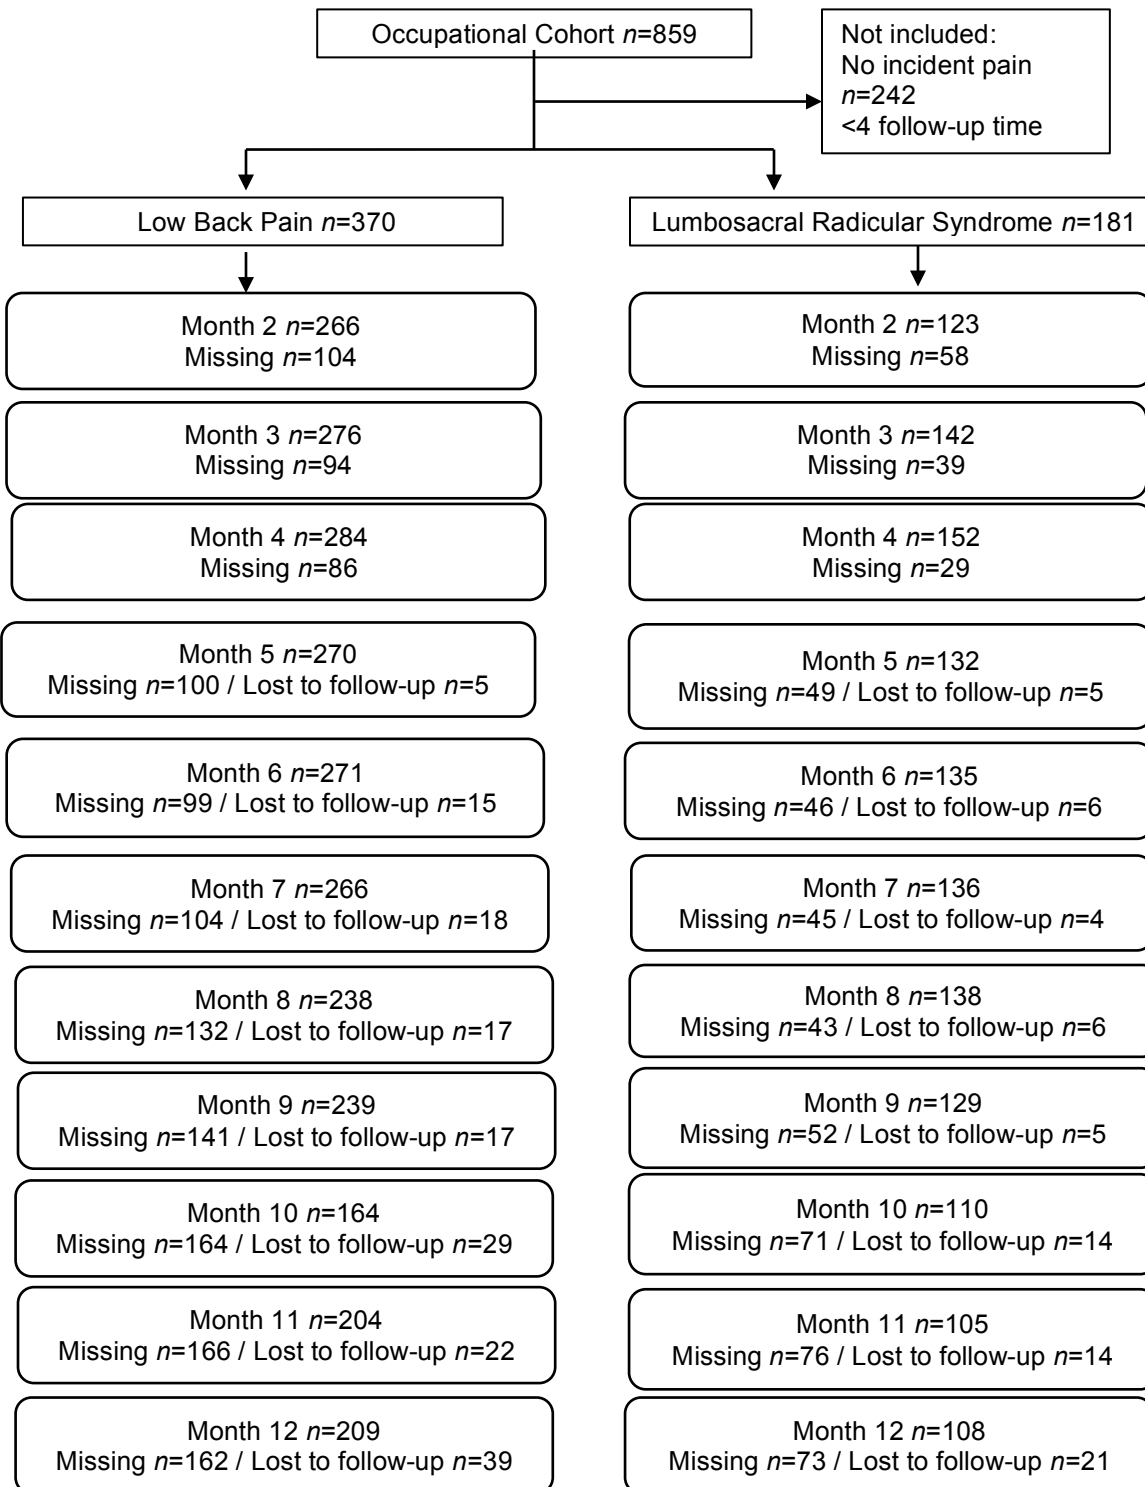 Occupational Cohort n=859
Not included:
No incident pain
n=242
<4 follow-up time
Low Back Pain n=370
Lumbosacral Radicular Syndrome n=181
Month 2 n=266
Missing n=104
Month 2 n=123
Missing n=58
Month 3 n=276
Missing n=94
Month 3 n=142
Missing n=39
Month 4 n=284
Missing n=86
Month 4 n=152
Missing n=29
Month 5 n=270
Missing n=100 / Lost to follow-up n=5
Month 5 n=132
Missing n=49 / Lost to follow-up n=5
Month 6 n=271
Missing n=99 / Lost to follow-up n=15
Month 6 n=135
Missing n=46 / Lost to follow-up n=6
Month 7 n=266
Missing n=104 / Lost to follow-up n=18
Month 7 n=136
Missing n=45 / Lost to follow-up n=4
Month 8 n=238
Missing n=132 / Lost to follow-up n=17
Month 8 n=138
Missing n=43 / Lost to follow-up n=6
Month 9 n=239
Missing n=141 / Lost to follow-up n=17
Month 9 n=129
Missing n=52 / Lost to follow-up n=5
Month 10 n=164
Missing n=164 / Lost to follow-up n=29
Month 10 n=110
Missing n=71 / Lost to follow-up n=14
Month 11 n=204
Missing n=166 / Lost to follow-up n=22
Month 11 n=105
Missing n=76 / Lost to follow-up n=14
Month 12 n=209
Missing n=162 / Lost to follow-up n=39
Month 12 n=108
Missing n=73 / Lost to follow-up n=21